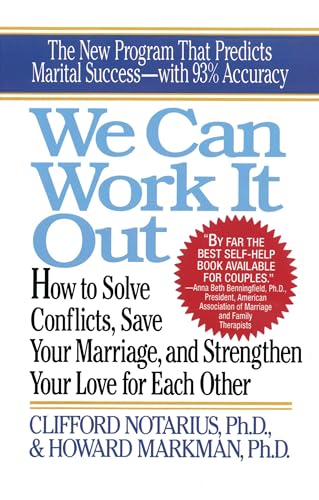 The New Program That Predicts
Marital Success—with 93% Accuracy
We Can
Work It
Out
"BY FAR THE
BEST SELF-HELP
BOOK AVAILABLE
FOR COUPLES."
—Anna Beth Benningfield, Ph.D.,
President, American
Association of Marriage
and Family
Therapists
How to Solve
Conflicts, Save
Your Marriage, and Strengthen
Your Love for Each Other
CLIFFORD NOTARIUS, Ph.D.,
& HOWARD MARKMAN, Ph.D.